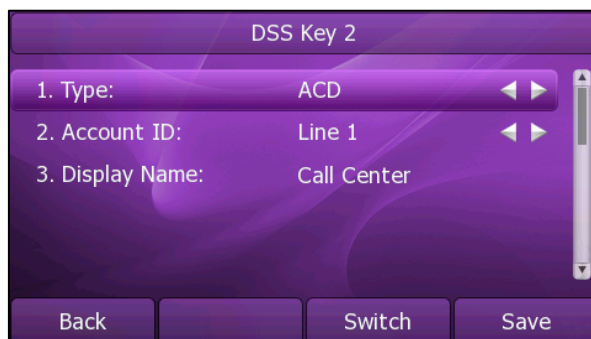 DSS Key 2
1. Type: ACD
2. Account ID: Line 1
3. Display Name: Call Center
Back Switch Save